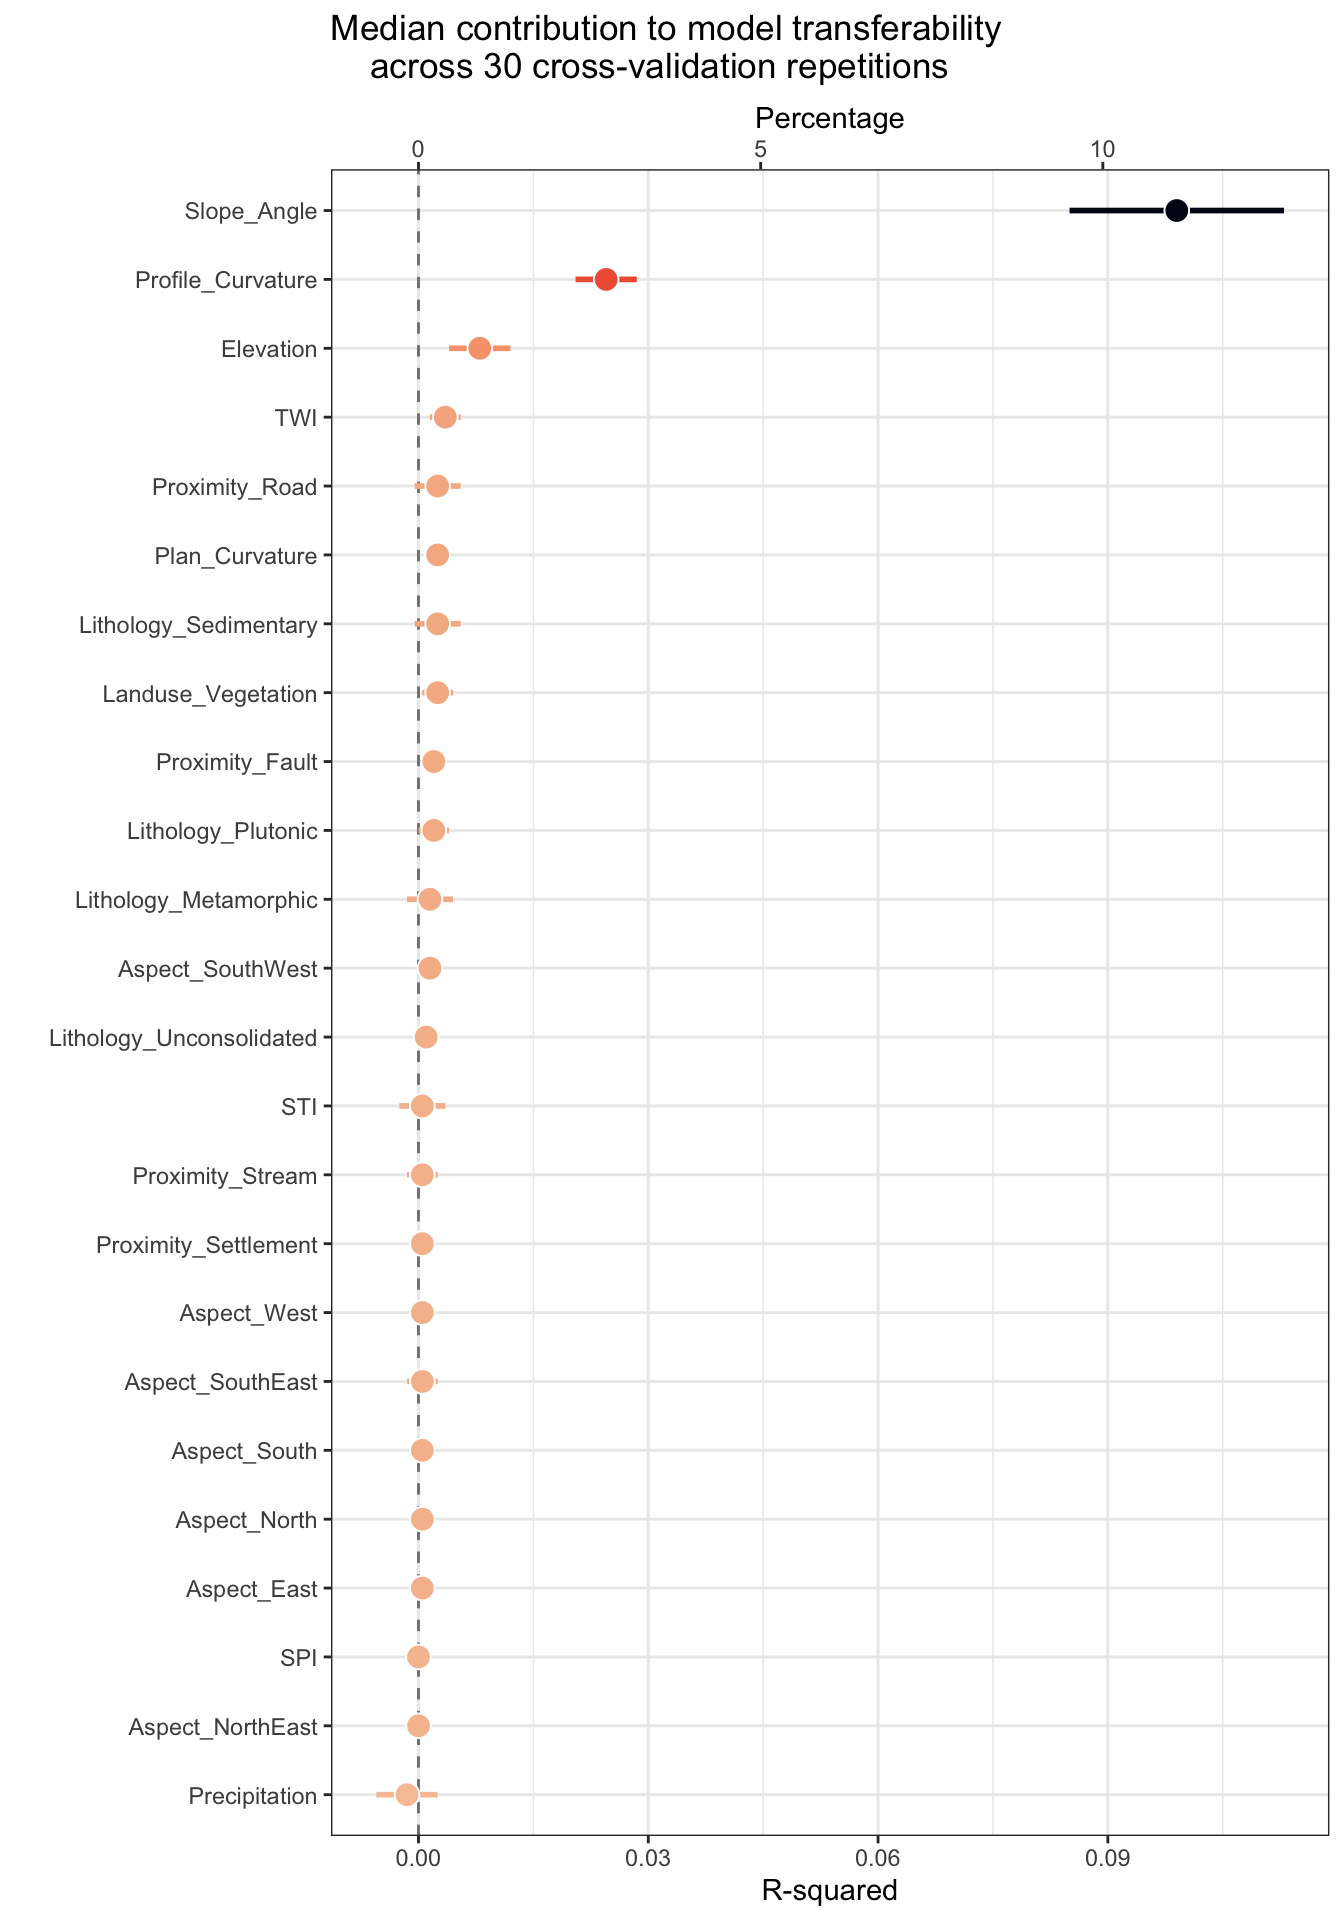 Median contribution to model transferability
across 30 cross-validation repetitions
Percentage
0 5 10
Slope_Angle
Profile_Curvature
Elevation
TWI
Proximity_Road
Plan_Curvature
Lithology_Sedimentary
Landuse_Vegetation
Proximity_Fault
Lithology_Plutonic
Lithology_Metamorphic
Aspect_SouthWest
Lithology_Unconsolidated
STI
Proximity_Stream
Proximity_Settlement
Aspect_West
Aspect_SouthEast
Aspect_South
Aspect_North
Aspect_East
SPI
Aspect_NorthEast
Precipitation
0.00 0.03 0.06 0.09
R-squared